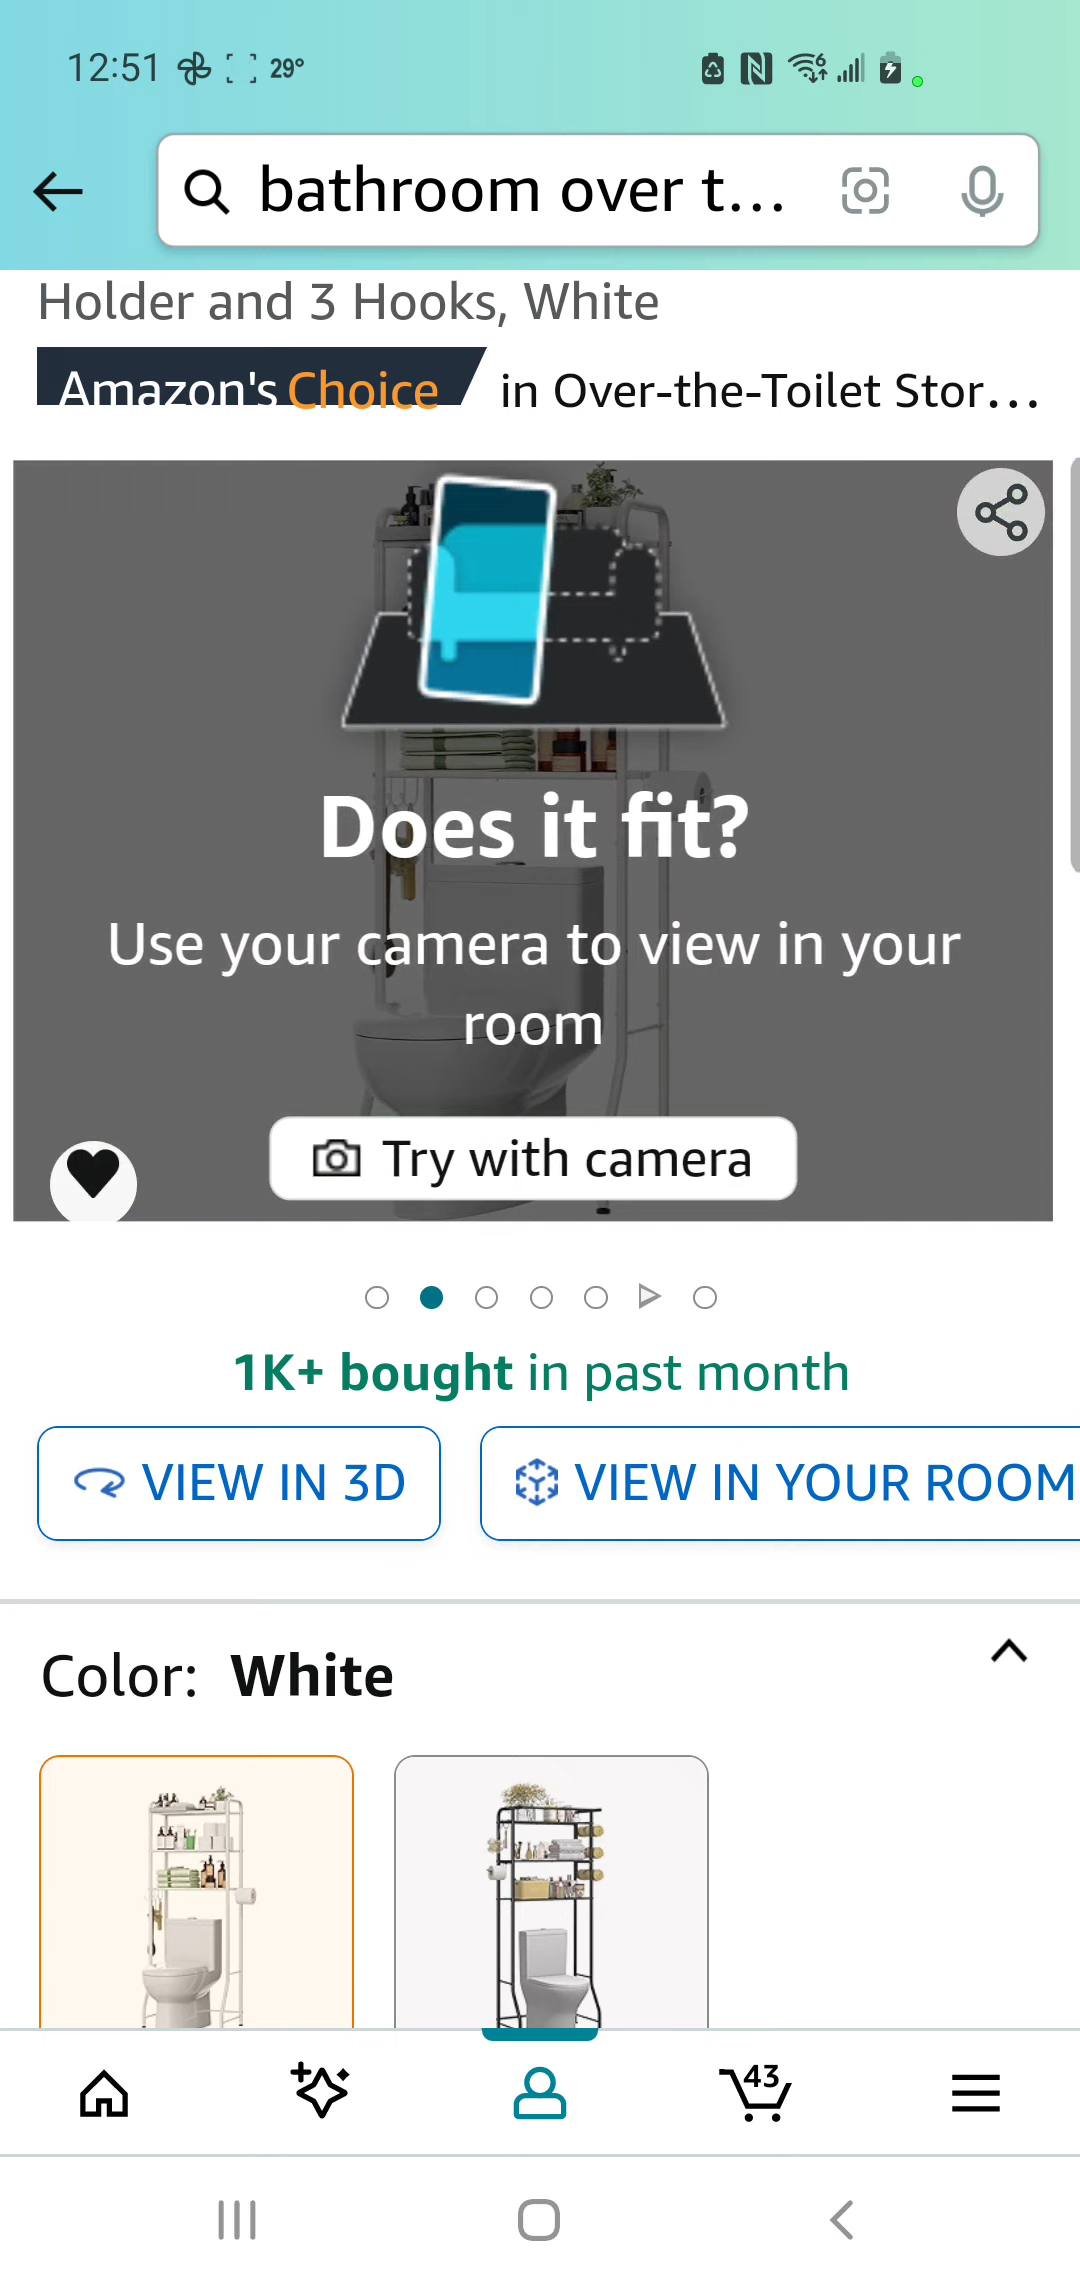 12:51 29°
bathroom over t...
Holder and 3 Hooks, White
Amazon's Choice in Over-the-Toilet Stor...
Does it fit?
Use your camera to view in your
room
Try with camera
1K+ bought in past month
VIEW IN 3D VIEW IN YOUR ROOM
Color: White
43